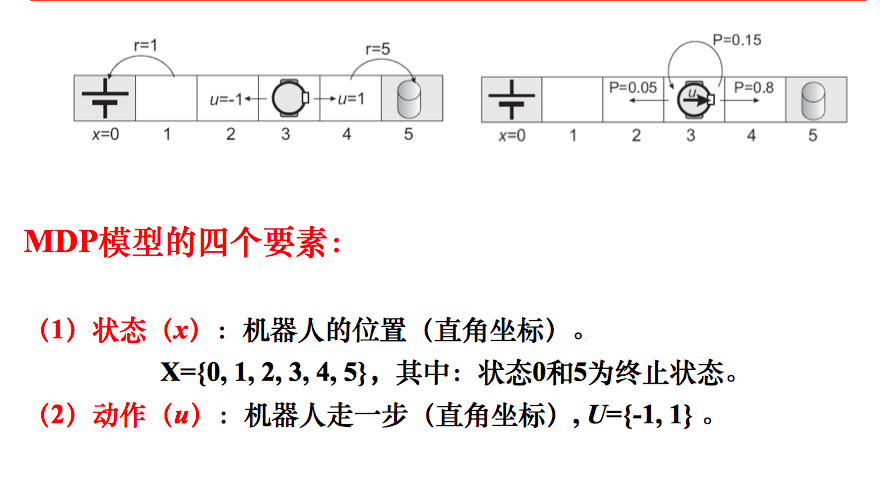 r=1
r=5
u=-1
u=1
x=0 1 2 3 4 5
P=0.15
P=0.05
u
P=0.8
x=0 1 2 3 4 5
MDP模型的四个要素：
（1）状态（x）：机器人的位置（直角坐标）。
X={0, 1, 2, 3, 4, 5}，其中：状态0和5为终止状态。
（2）动作（u）：机器人走一步（直角坐标）, U={-1, 1} 。